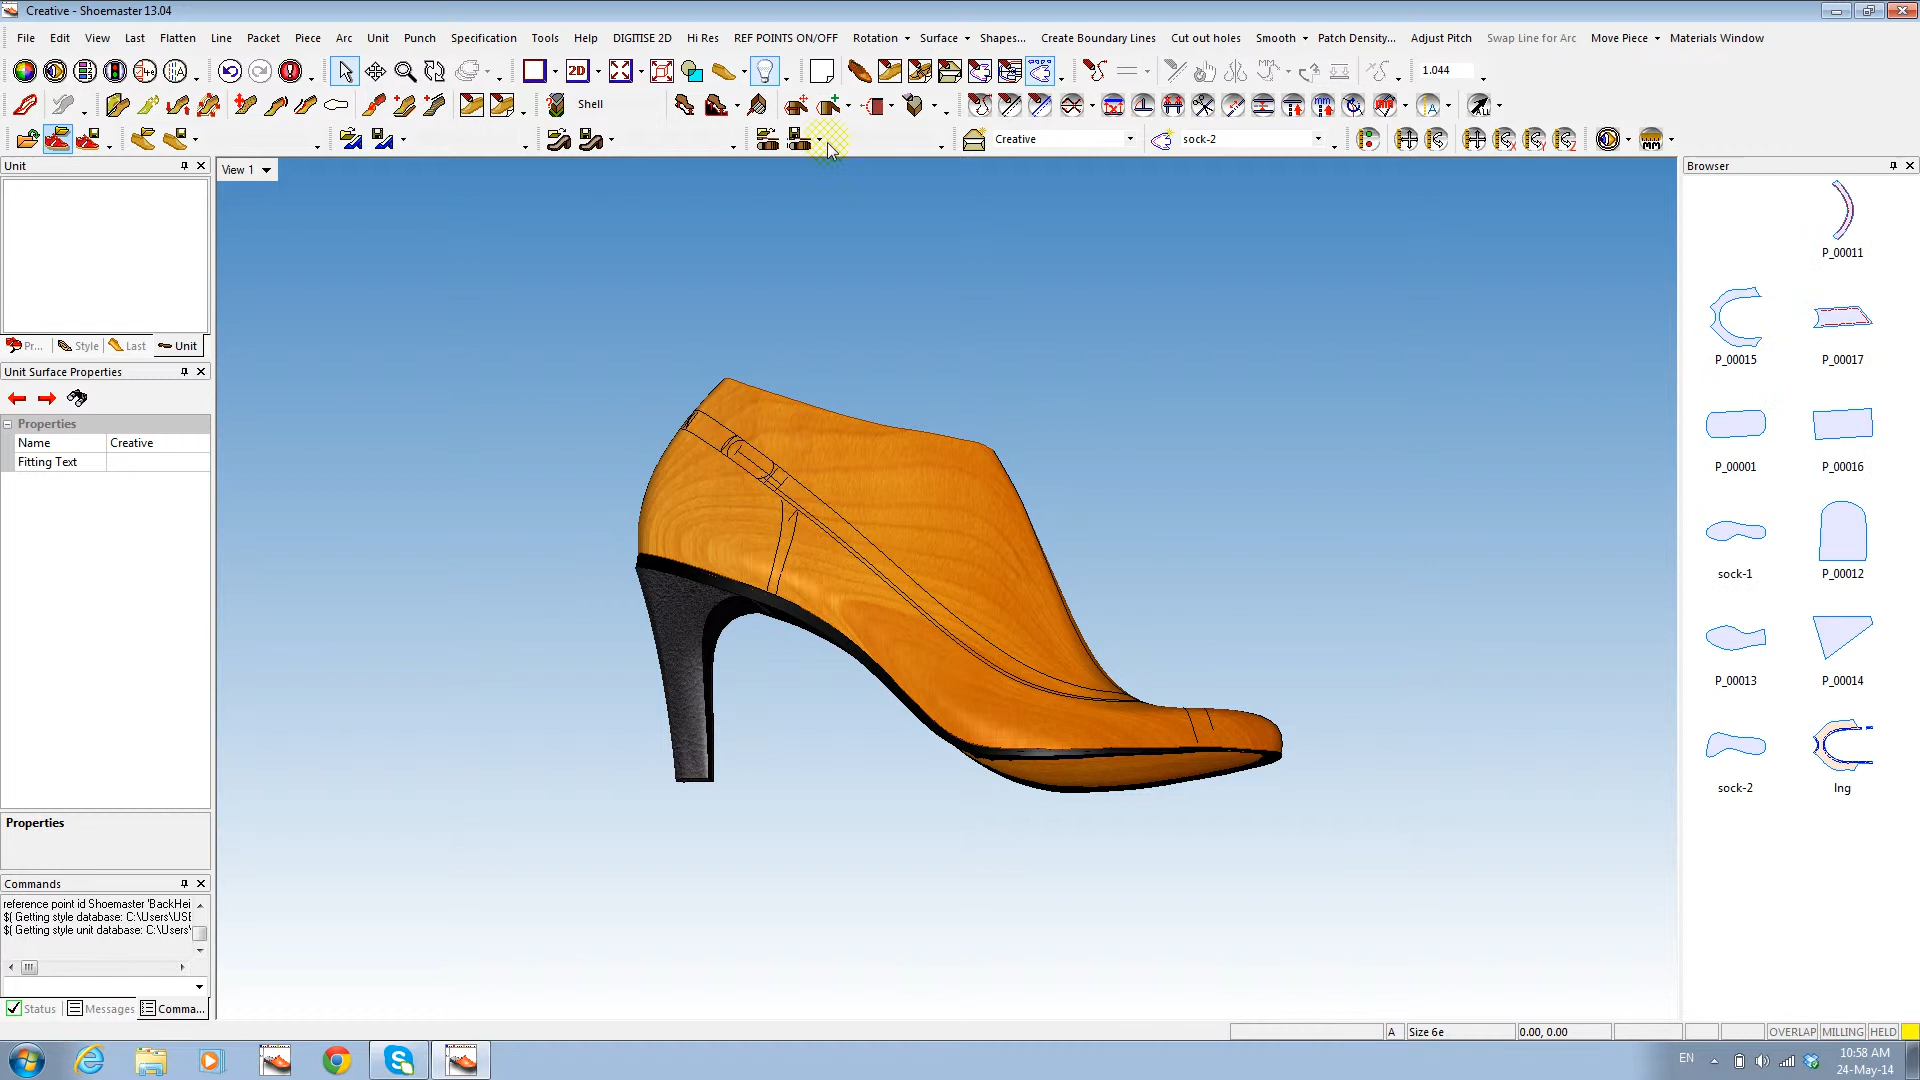 Creative - Shoemaster 13.04
File Edit View Last Flatten Line Packet Piece Arc Unit Punch Specification Tools Help DIGITISE 2D Hi Res REF POINTS ON/OFF Rotation Surface Shapes... Create Boundary Lines Cut out holes Smooth Patch Density... Adjust Pitch Swap Line for Arc Move Piece Materials Window
2D 1.044
Shell
Creative sock-2
Unit
View 1
Browser
Pr... Style Last Unit
Unit Surface Properties
Properties
Name Creative
Fitting Text
P_00011
P_00015 P_00017
P_00001 P_00016
sock-1 P_00012
P_00013 P_00014
sock-2 lng
Properties
Commands
reference point id Shoemaster 'BackHei
$( Getting style database: C:\Users\USE
$( Getting style unit database: C:\Users'
Status Messages Comma...
A Size 6e 0.00, 0.00 OVERLAP MILLING HELD
EN 10:58 AM
24-May-14